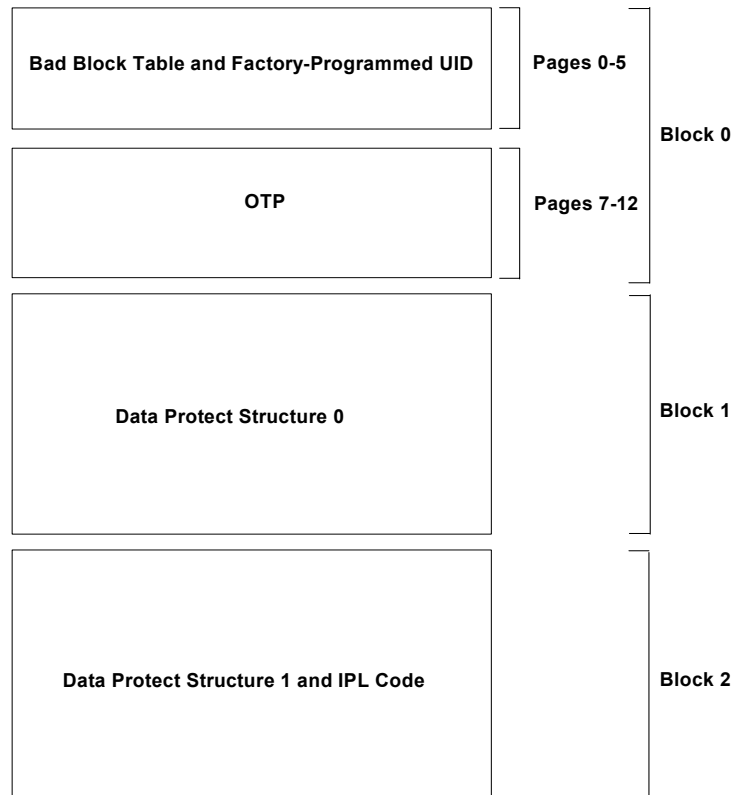 Bad Block Table and Factory-Programmed UID
Pages 0-5
Block 0
OTP
Pages 7-12
Data Protect Structure 0
Block 1
Data Protect Structure 1 and IPL Code
Block 2